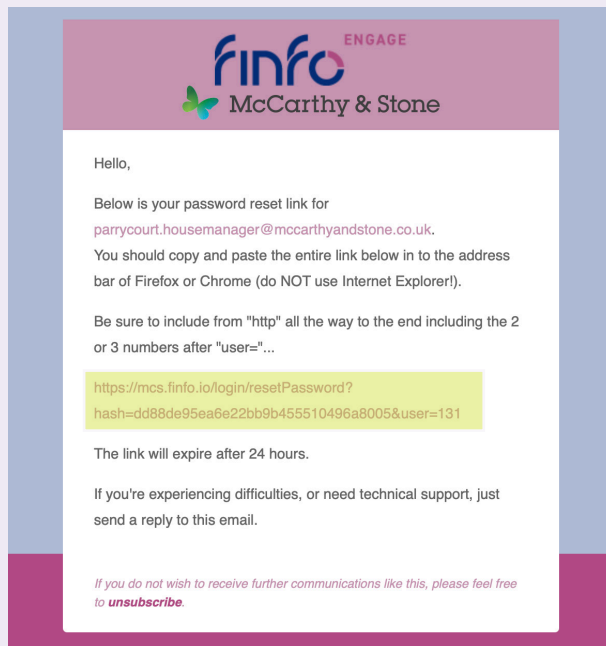 finfo ENGAGE
McCarthy & Stone
Hello,
Below is your password reset link for
parrycourt.housemanager@mccarthyandstone.co.uk.
You should copy and paste the entire link below in to the address
bar of Firefox or Chrome (do NOT use Internet Explorer!).
Be sure to include from "http" all the way to the end including the 2
or 3 numbers after "user="...
https://mcs.finfo.io/login/resetPassword?
hash=dd88de95ea6e22bb9b455510496a8005&user=131
The link will expire after 24 hours.
If you're experiencing difficulties, or need technical support, just
send a reply to this email.
If you do not wish to receive further communications like this, please feel free
to unsubscribe.